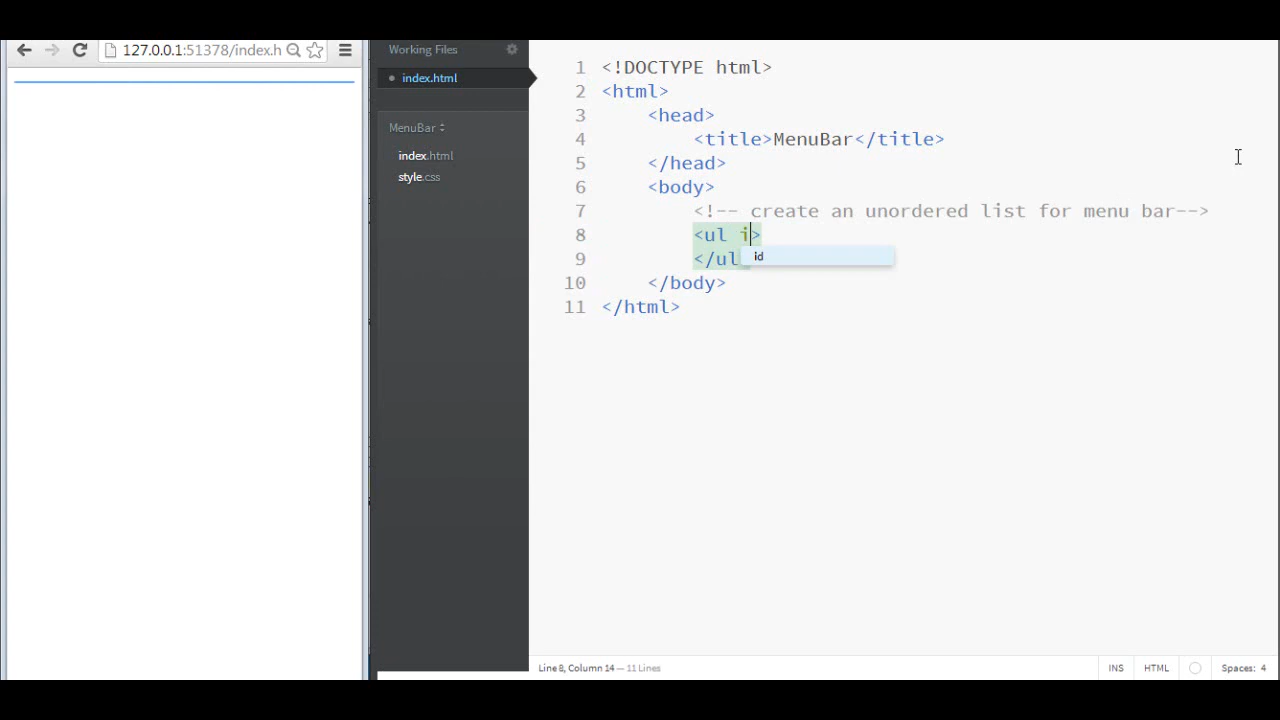 127.0.0.1:51378/index.h
Working Files
index.html
MenuBar
index.html
style.css
1 <!DOCTYPE html>
2 <html>
3 <head>
4 <title>MenuBar</title>
5 </head>
6 <body>
7 <!-- create an unordered list for menu bar-->
8 <ul i>
9 </ul
id
10 </body>
11 </html>
Line 8, Column 14 — 11 Lines
INS
HTML
Spaces: 4